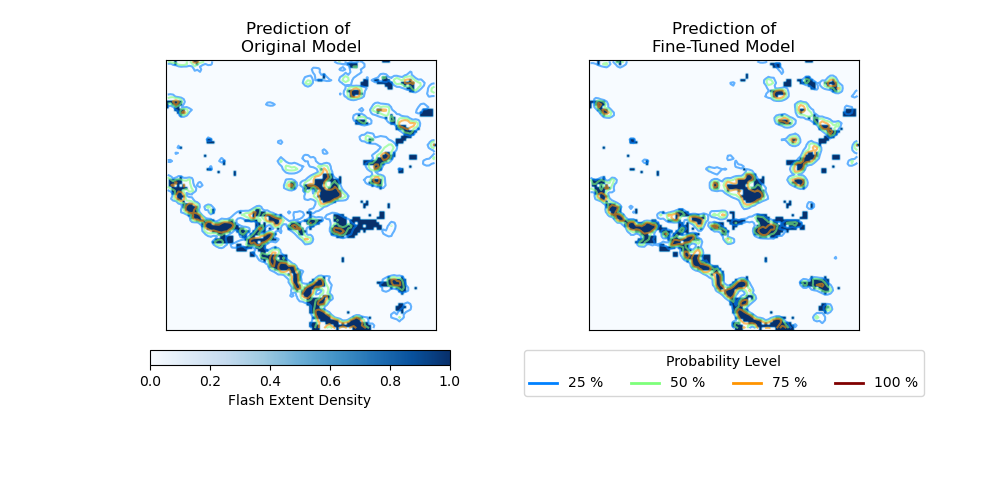 Prediction of
Original Model
Prediction of
Fine-Tuned Model
0.0 0.2 0.4 0.6 0.8 1.0
Flash Extent Density
Probability Level
25 % 50 % 75 % 100 %